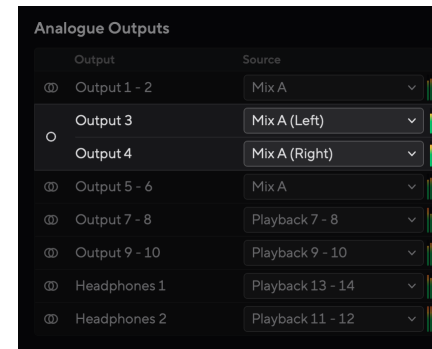 Analogue Outputs
Output Source
Output 1 - 2 Mix A
Output 3 Mix A (Left)
Output 4 Mix A (Right)
Output 5 - 6 Mix A
Output 7 - 8 Playback 7 - 8
Output 9 - 10 Playback 9 - 10
Headphones 1 Playback 13 - 14
Headphones 2 Playback 11 - 12